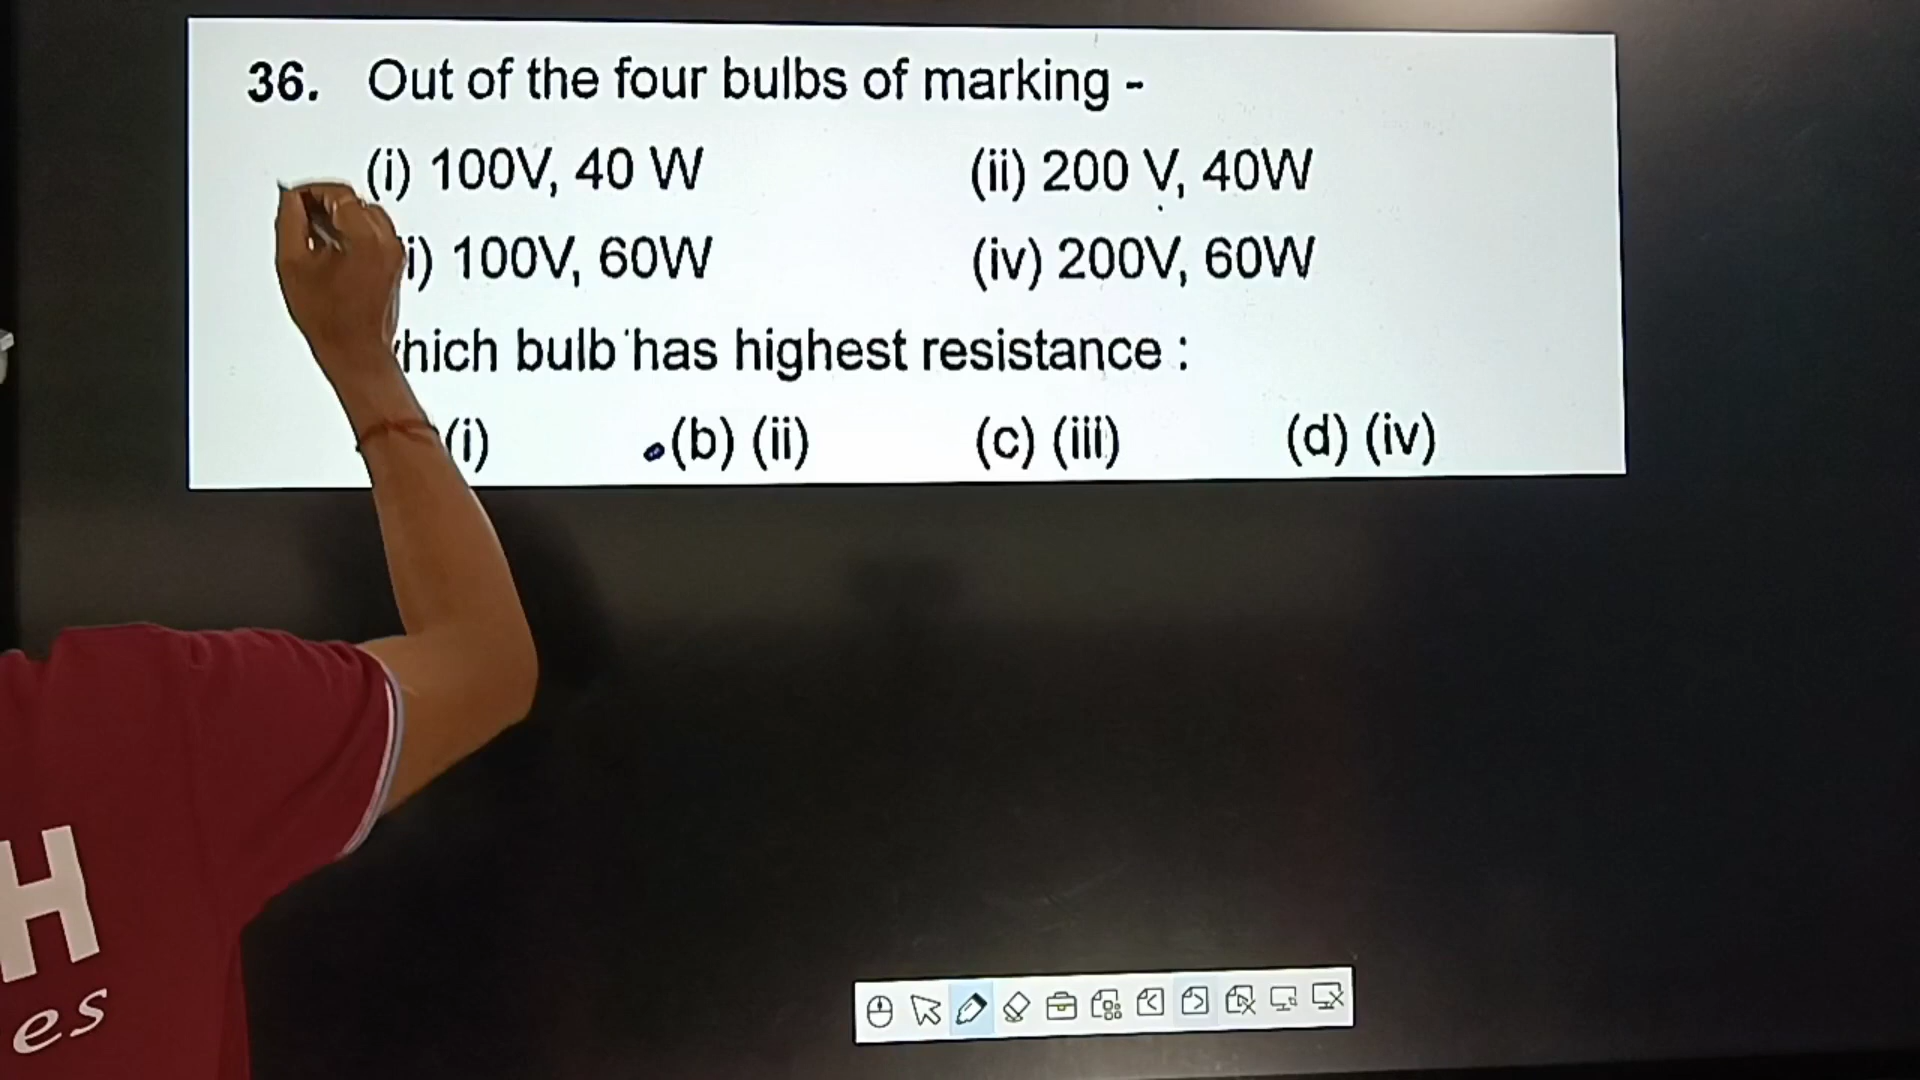 36. Out of the four bulbs of marking -
(i) 100V, 40 W (ii) 200 V, 40W
i) 100V, 60W (iv) 200V, 60W
hich bulb has highest resistance :
(i) (b) (ii) (c) (iii) (d) (iv)
H
es